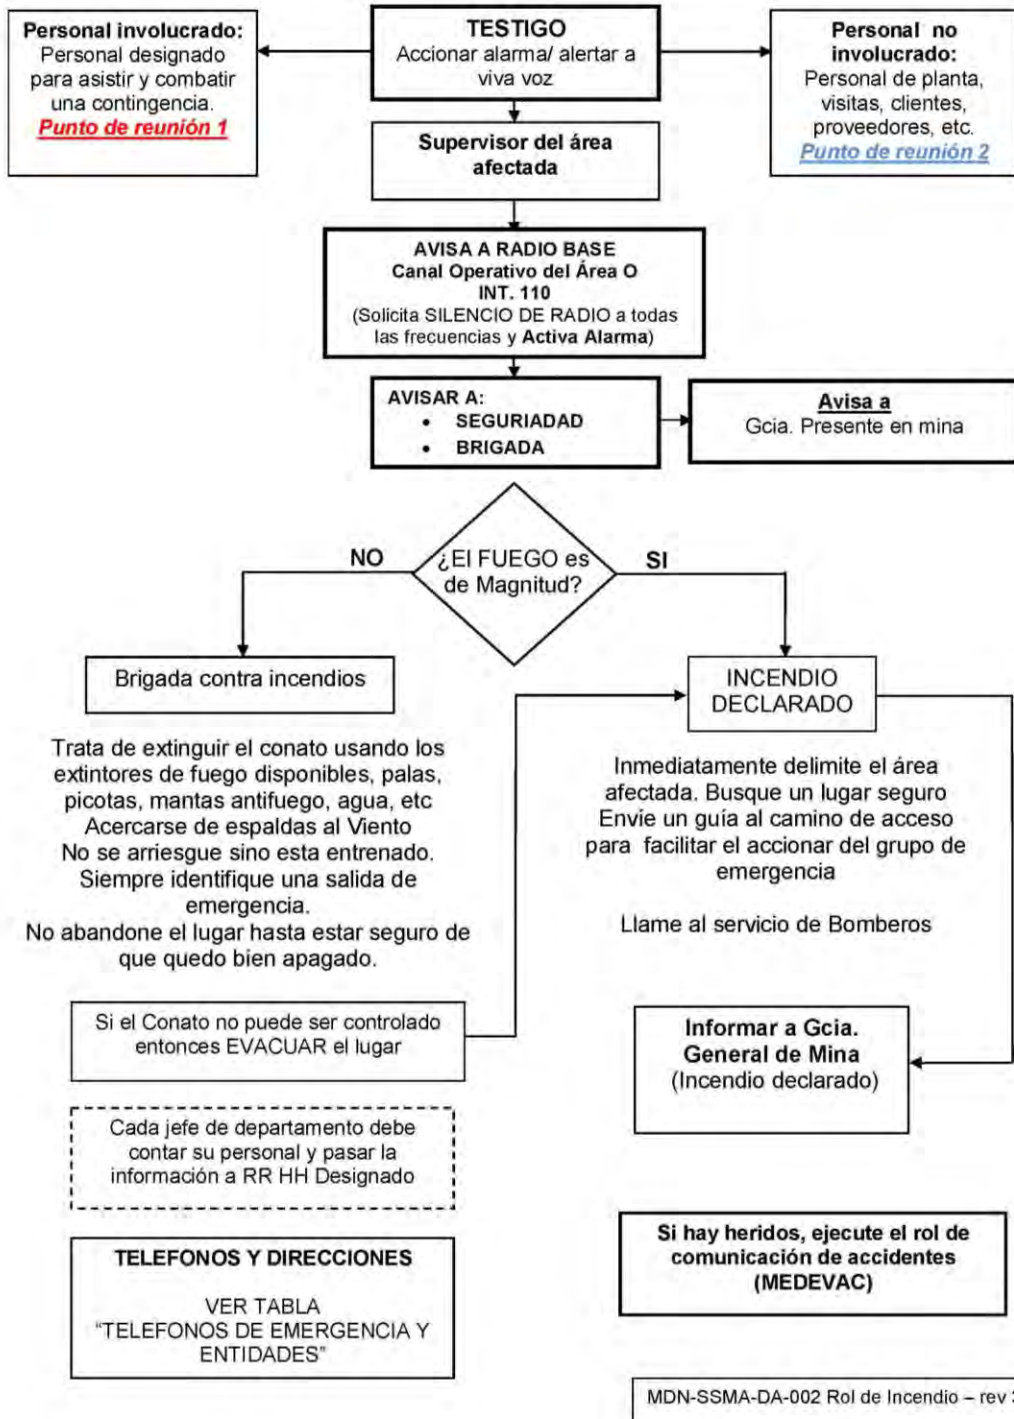 TESTIGO
Accionar alarma/ alertar a
viva voz
Personal involucrado:
Personal designado
para asistir y combatir
una contingencia.
Punto de reunión 1
Personal no
involucrado:
Personal de planta,
visitas, clientes,
proveedores, etc.
Punto de reunión 2
Supervisor del área
afectada
AVISA A RADIO BASE
Canal Operativo del Área O
INT. 110
(Solicita SILENCIO DE RADIO a todas
las frecuencias y Activa Alarma)
AVISAR A:
• SEGURIADAD
• BRIGADA
Avisa a
Gcia. Presente en mina
¿El FUEGO es
de Magnitud?
NO
SI
Brigada contra incendios
Trata de extinguir el conato usando los
extintores de fuego disponibles, palas,
picotas, mantas antifuego, agua, etc
Acercarse de espaldas al Viento
No se arriesgue sino esta entrenado.
Siempre identifique una salida de
emergencia.
No abandone el lugar hasta estar seguro de
que quedo bien apagado.
Si el Conato no puede ser controlado
entonces EVACUAR el lugar
Cada jefe de departamento debe
contar su personal y pasar la
información a RR HH Designado
TELEFONOS Y DIRECCIONES
VER TABLA
“TELEFONOS DE EMERGENCIA Y
ENTIDADES”
INCENDIO
DECLARADO
Inmediatamente delimite el área
afectada. Busque un lugar seguro
Envíe un guía al camino de acceso
para facilitar el accionar del grupo de
emergencia
Llame al servicio de Bomberos
Informar a Gcia.
General de Mina
(Incendio declarado)
Si hay heridos, ejecute el rol de
comunicación de accidentes
(MEDEVAC)
MDN-SSMA-DA-002 Rol de Incendio – rev 3